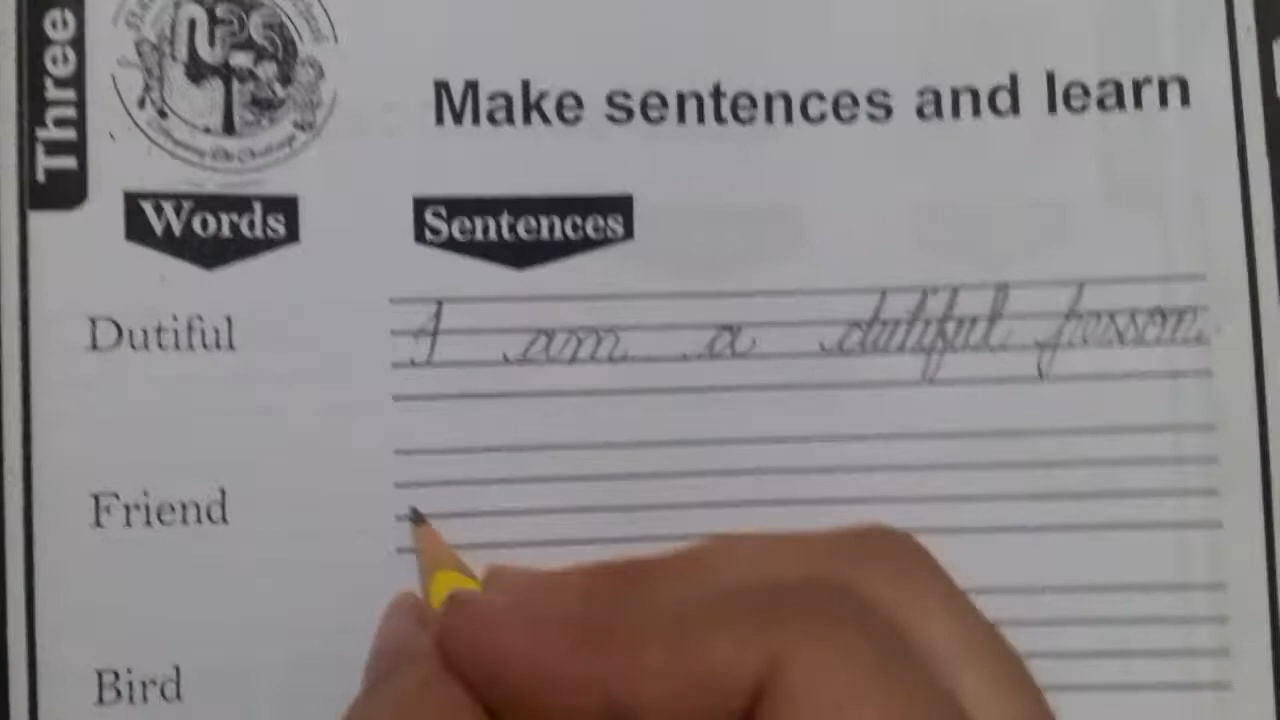 Three
Make sentences and learn
Words Sentences
Dutiful I am a dutiful person.
Friend
Bird